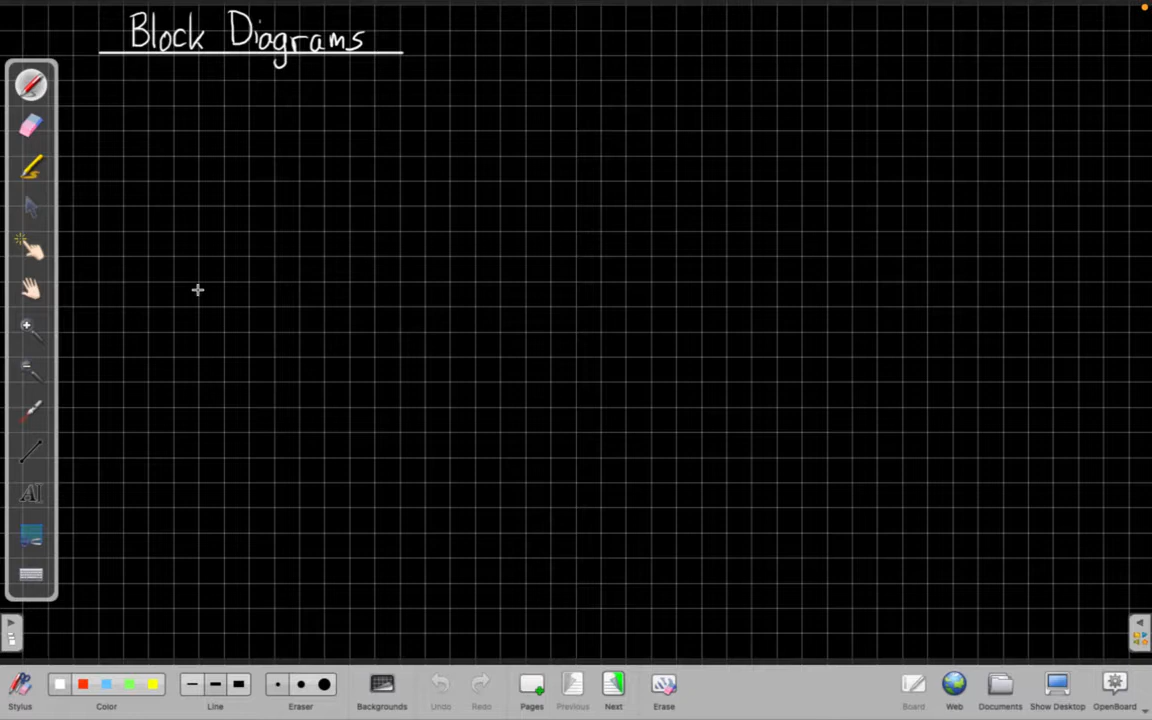 Block Diagrams
AI
Stylus
Color
Line
Eraser
Backgrounds
Undo
Redo
Pages
Previous
Next
Erase
Board
Web
Documents
Show Desktop
OpenBoard